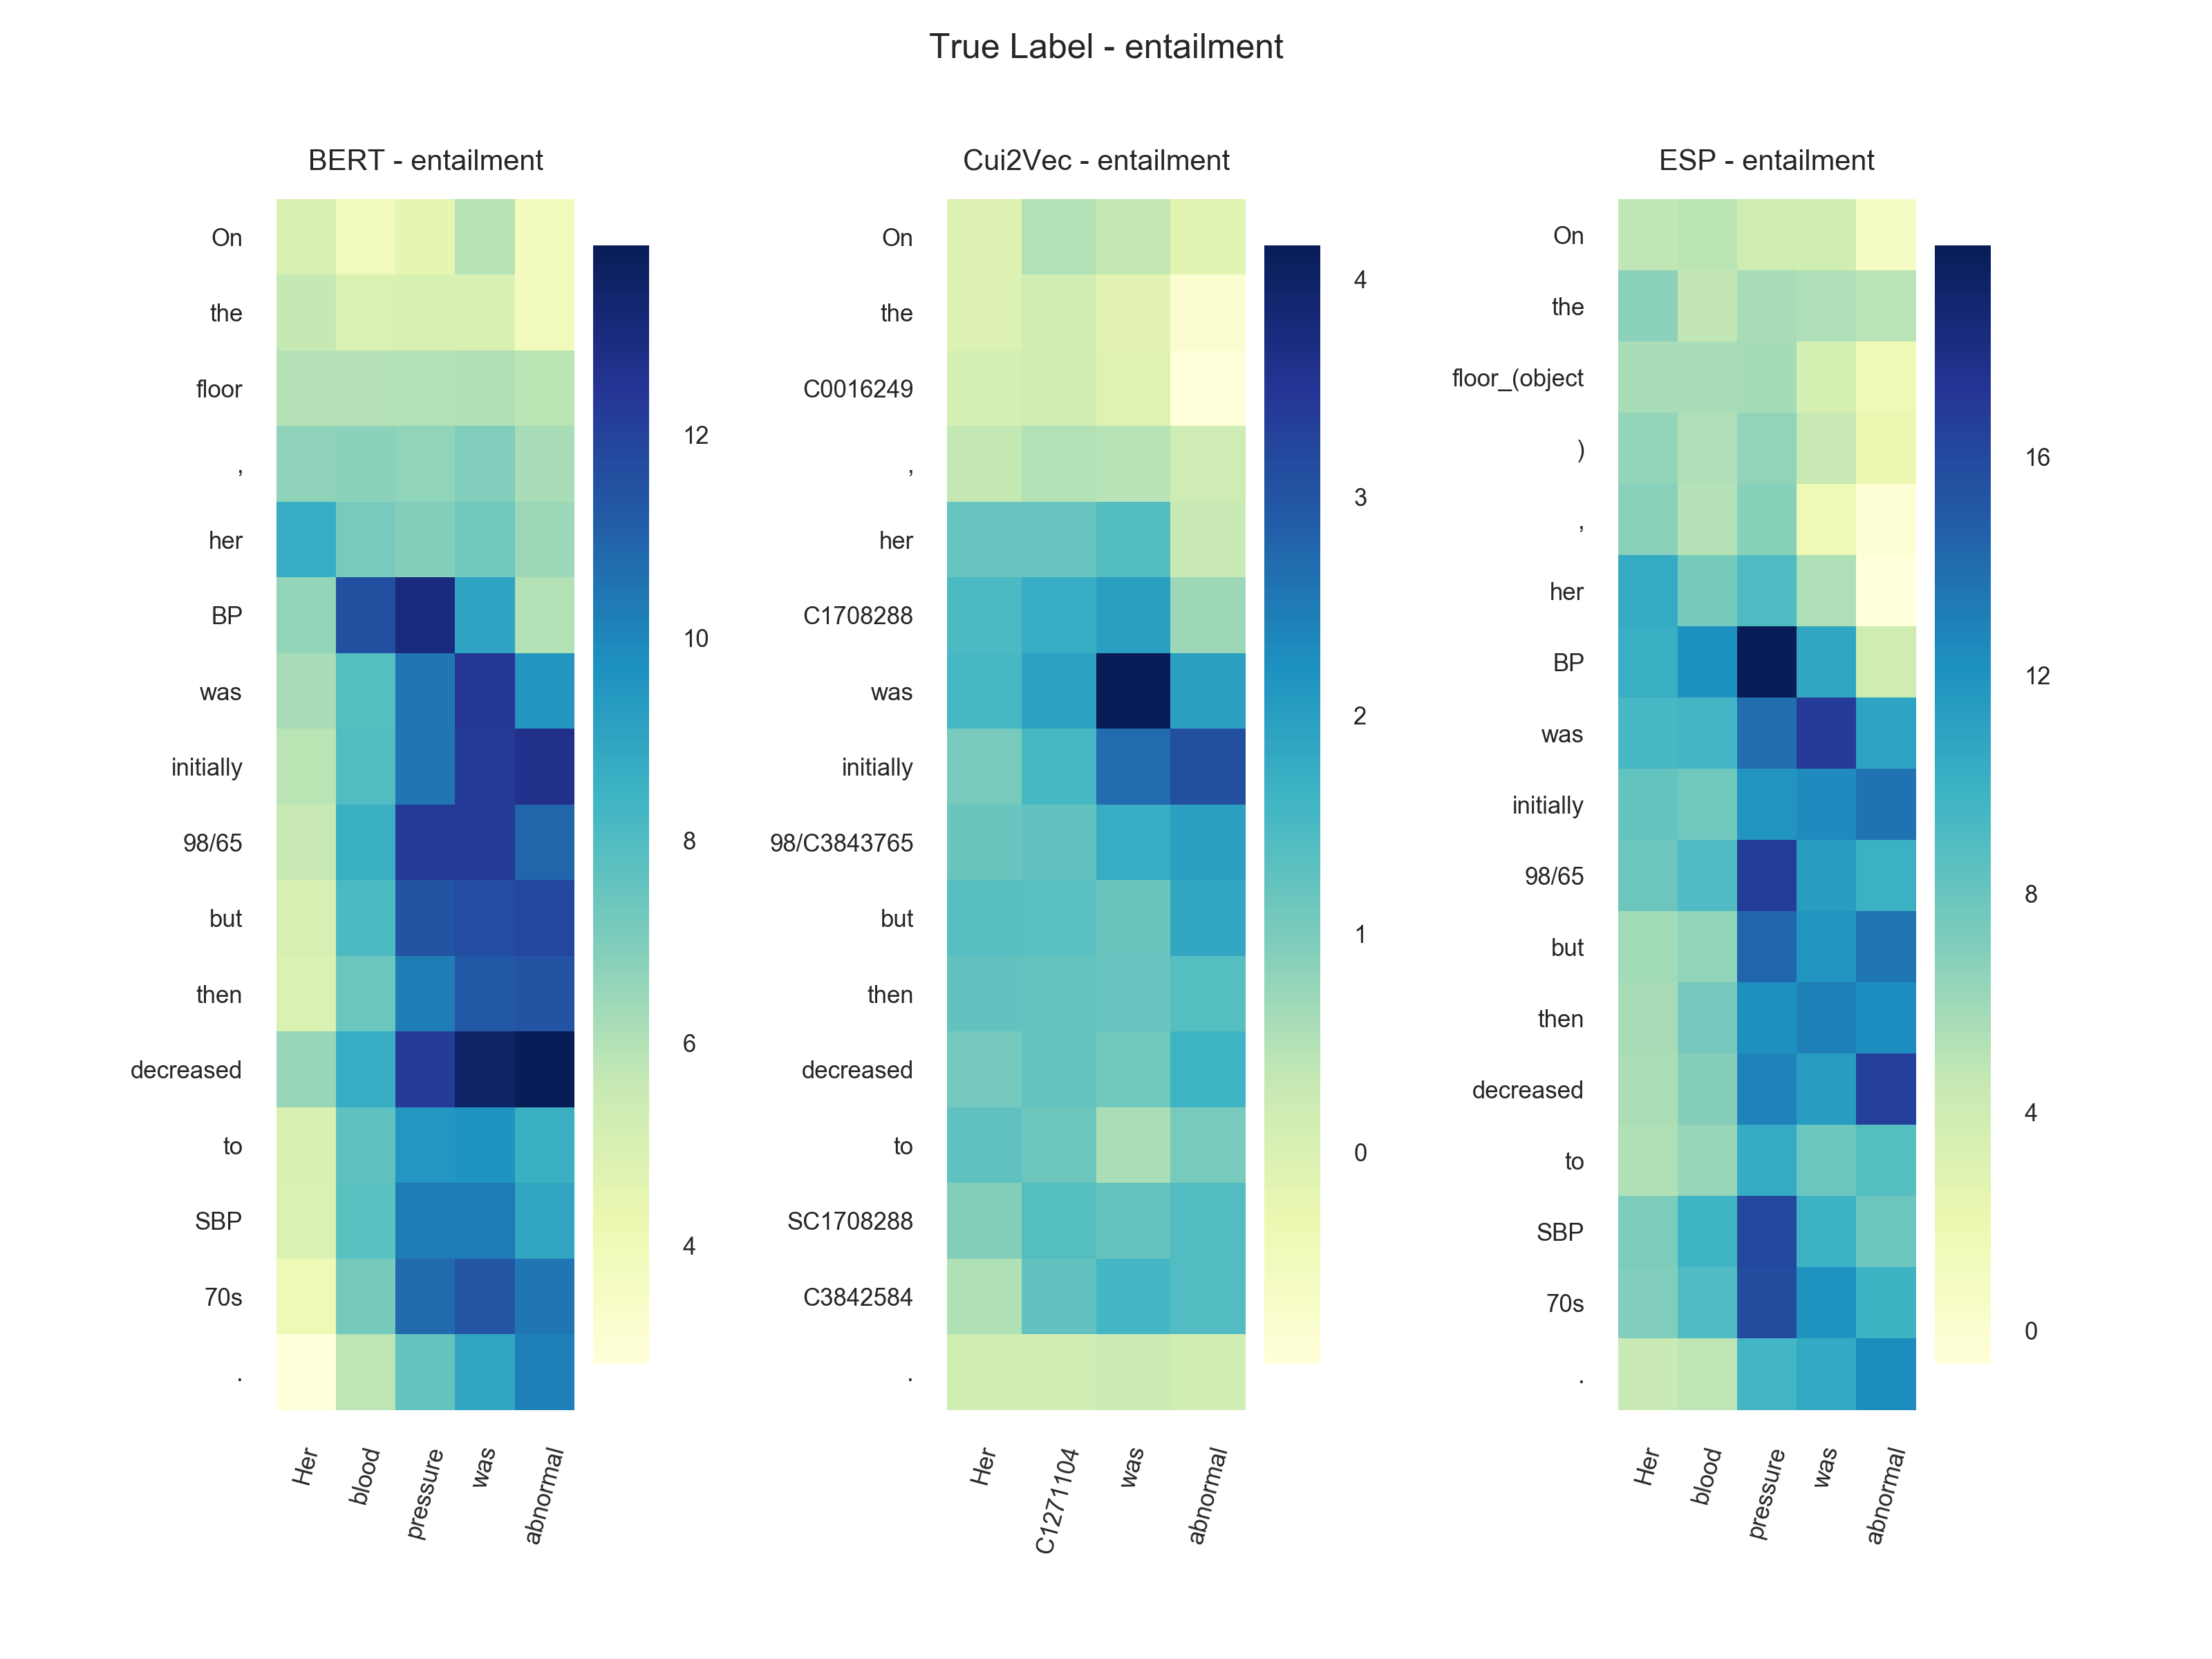 True Label - entailment
BERT - entailment
On
the
floor
,
her
BP
was
initially
98/65
but
then
decreased
to
SBP
70s
.
Her
blood
pressure
was
abnormal
12
10
8
6
4
Cui2Vec - entailment
On
the
C0016249
,
her
C1708288
was
initially
98/C3843765
but
then
decreased
to
SC1708288
C3842584
.
Her
C1271104
was
abnormal
4
3
2
1
0
ESP - entailment
On
the
floor_(object
)
,
her
BP
was
initially
98/65
but
then
decreased
to
SBP
70s
.
Her
blood
pressure
was
abnormal
16
12
8
4
0